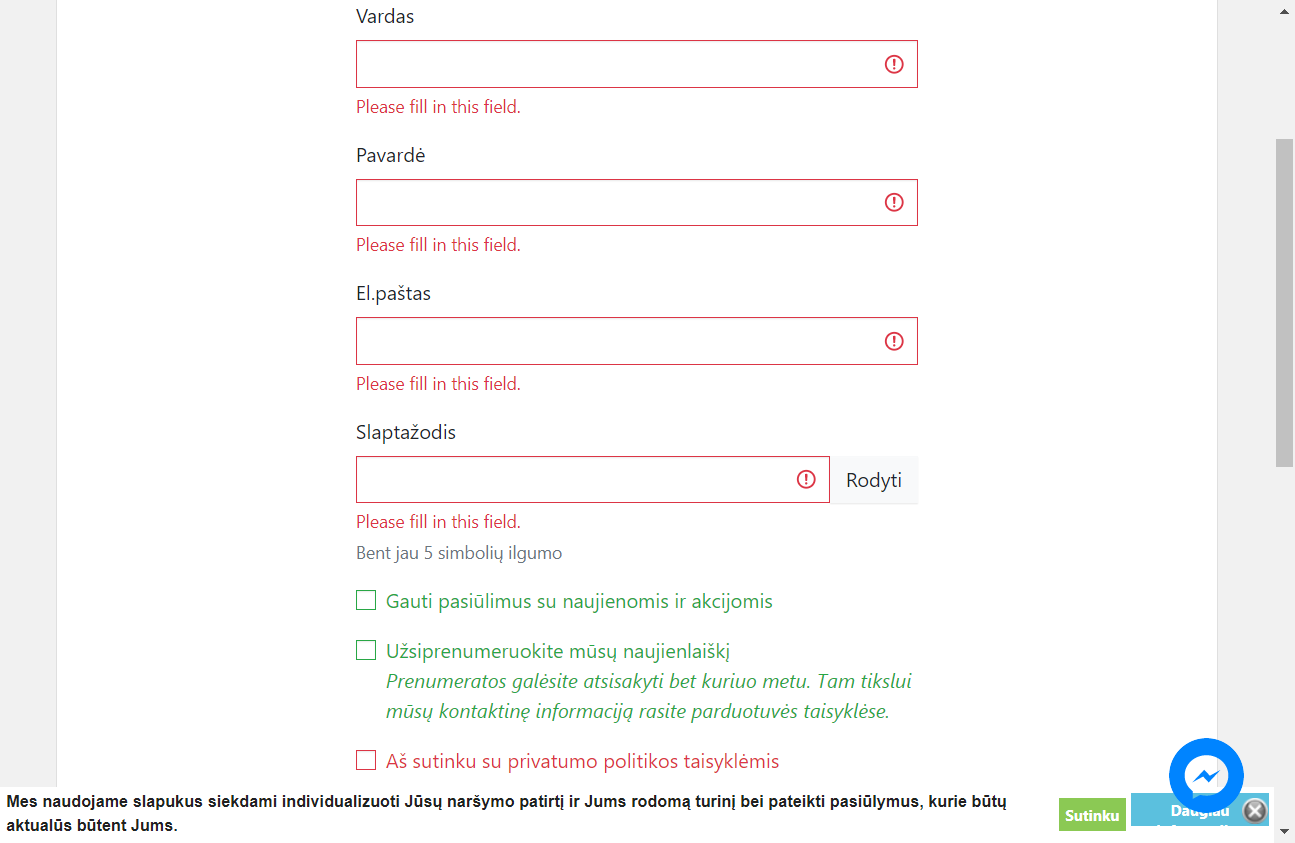 Vardas
Please fill in this field.
Pavardė
Please fill in this field.
El.paštas
Please fill in this field.
Slaptažodis
Rodyti
Please fill in this field.
Bent jau 5 simbolių ilgumo
Gauti pasiūlimus su naujienomis ir akcijomis
Užsiprenumeruokite mūsų naujienlaiškį
Prenumeratos galėsite atsisakyti bet kuriuo metu. Tam tikslui
mūsų kontaktinę informaciją rasite parduotuvės taisyklėse.
Aš sutinku su privatumo politikos taisyklėmis
Mes naudojame slapukus siekdami individualizuoti Jūsų naršymo patirtį ir Jums rodomą turinį bei pateikti pasiūlymus, kurie būtų
aktualūs būtent Jums.
Sutinku
Daugiau